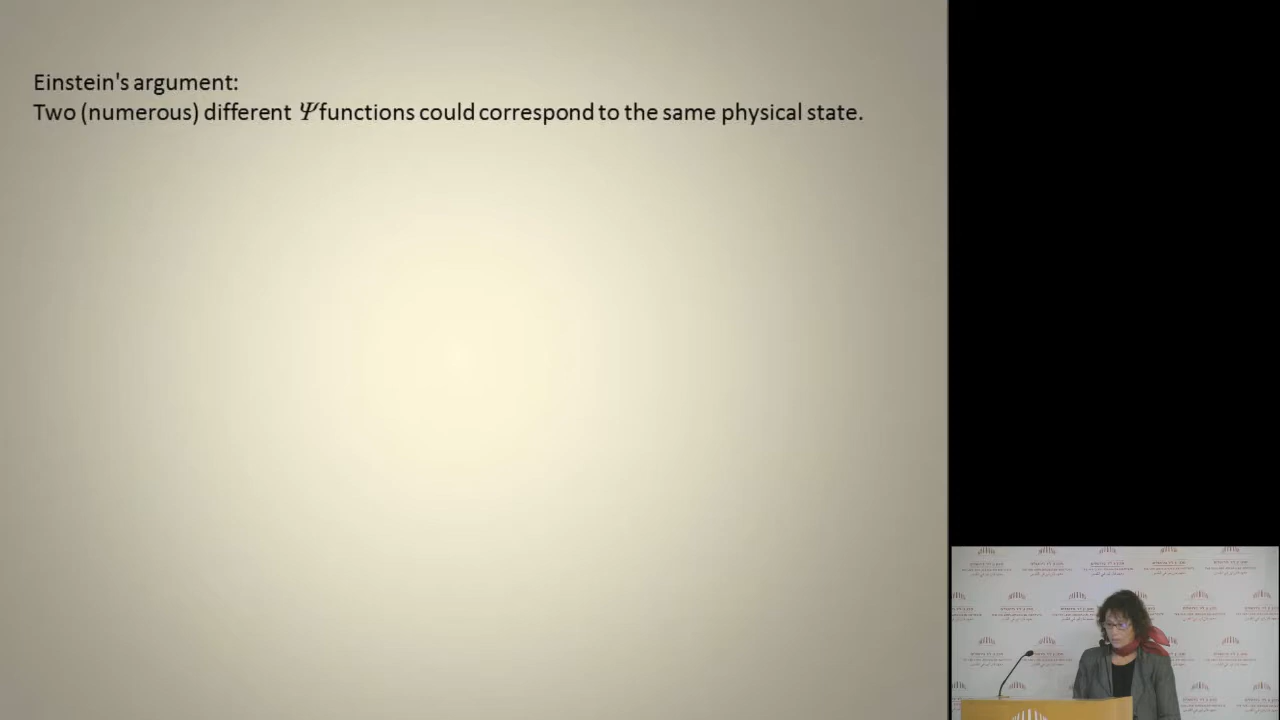 Einstein's argument:
Two (numerous) different Ψ functions could correspond to the same physical state.